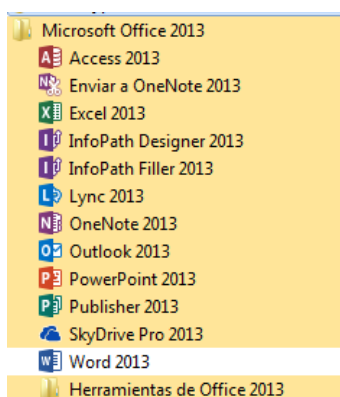 Microsoft Office 2013
Access 2013
Enviar a OneNote 2013
Excel 2013
InfoPath Designer 2013
InfoPath Filler 2013
Lync 2013
OneNote 2013
Outlook 2013
PowerPoint 2013
Publisher 2013
SkyDrive Pro 2013
Word 2013
Herramientas de Office 2013